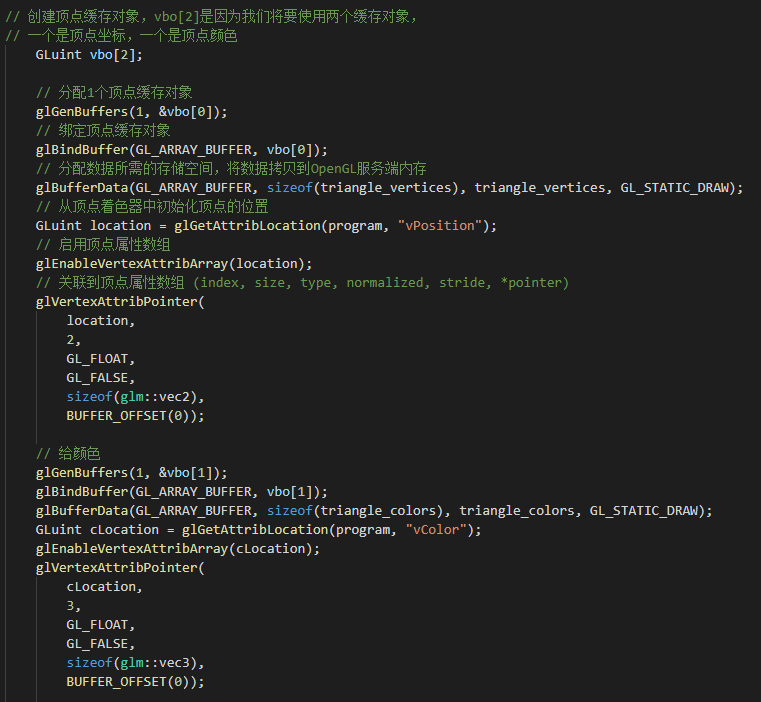 // 创建顶点缓存对象，vbo[2]是因为我们将要使用两个缓存对象，
// 一个是顶点坐标，一个是顶点颜色
GLuint vbo[2];
// 分配1个顶点缓存对象
glGenBuffers(1, &vbo[0]);
// 绑定顶点缓存对象
glBindBuffer(GL_ARRAY_BUFFER, vbo[0]);
// 分配数据所需的存储空间，将数据拷贝到OpenGL服务端内存
glBufferData(GL_ARRAY_BUFFER, sizeof(triangle_vertices), triangle_vertices, GL_STATIC_DRAW);
// 从顶点着色器中初始化顶点的位置
GLuint location = glGetAttribLocation(program, "vPosition");
// 启用顶点属性数组
glEnableVertexAttribArray(location);
// 关联到顶点属性数组 (index, size, type, normalized, stride, *pointer)
glVertexAttribPointer(
location,
2,
GL_FLOAT,
GL_FALSE,
sizeof(glm::vec2),
BUFFER_OFFSET(0));
// 给颜色
glGenBuffers(1, &vbo[1]);
glBindBuffer(GL_ARRAY_BUFFER, vbo[1]);
glBufferData(GL_ARRAY_BUFFER, sizeof(triangle_colors), triangle_colors, GL_STATIC_DRAW);
GLuint cLocation = glGetAttribLocation(program, "vColor");
glEnableVertexAttribArray(cLocation);
glVertexAttribPointer(
cLocation,
3,
GL_FLOAT,
GL_FALSE,
sizeof(glm::vec3),
BUFFER_OFFSET(0));